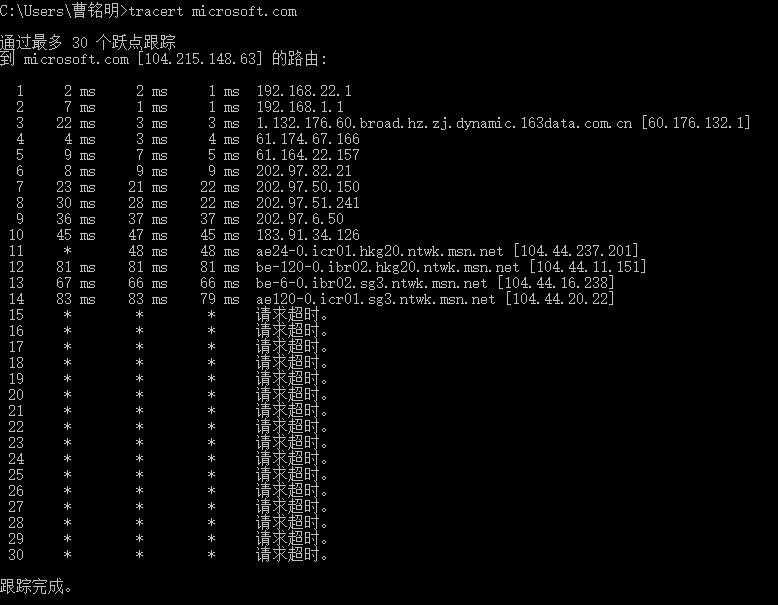 C:\Users\曹铭明>tracert microsoft.com
通过最多 30 个跃点跟踪
到 microsoft.com [104.215.148.63] 的路由:
1 2 ms 2 ms 1 ms 192.168.22.1
2 7 ms 1 ms 1 ms 192.168.1.1
3 22 ms 3 ms 3 ms 1.132.176.60.broad.hz.zj.dynamic.163data.com.cn [60.176.132.1]
4 4 ms 3 ms 4 ms 61.174.67.166
5 9 ms 7 ms 5 ms 61.164.22.157
6 8 ms 9 ms 9 ms 202.97.82.21
7 23 ms 21 ms 22 ms 202.97.50.150
8 30 ms 28 ms 22 ms 202.97.51.241
9 36 ms 37 ms 37 ms 202.97.6.50
10 45 ms 47 ms 45 ms 183.91.34.126
11 * 48 ms 48 ms ae24-0.icr01.hkg20.ntwk.msn.net [104.44.237.201]
12 81 ms 81 ms 81 ms be-120-0.ibr02.hkg20.ntwk.msn.net [104.44.11.151]
13 67 ms 66 ms 66 ms be-6-0.ibr02.sg3.ntwk.msn.net [104.44.16.238]
14 83 ms 83 ms 79 ms ae120-0.icr01.sg3.ntwk.msn.net [104.44.20.22]
15 * * * 请求超时。
16 * * * 请求超时。
17 * * * 请求超时。
18 * * * 请求超时。
19 * * * 请求超时。
20 * * * 请求超时。
21 * * * 请求超时。
22 * * * 请求超时。
23 * * * 请求超时。
24 * * * 请求超时。
25 * * * 请求超时。
26 * * * 请求超时。
27 * * * 请求超时。
28 * * * 请求超时。
29 * * * 请求超时。
30 * * * 请求超时。
跟踪完成。